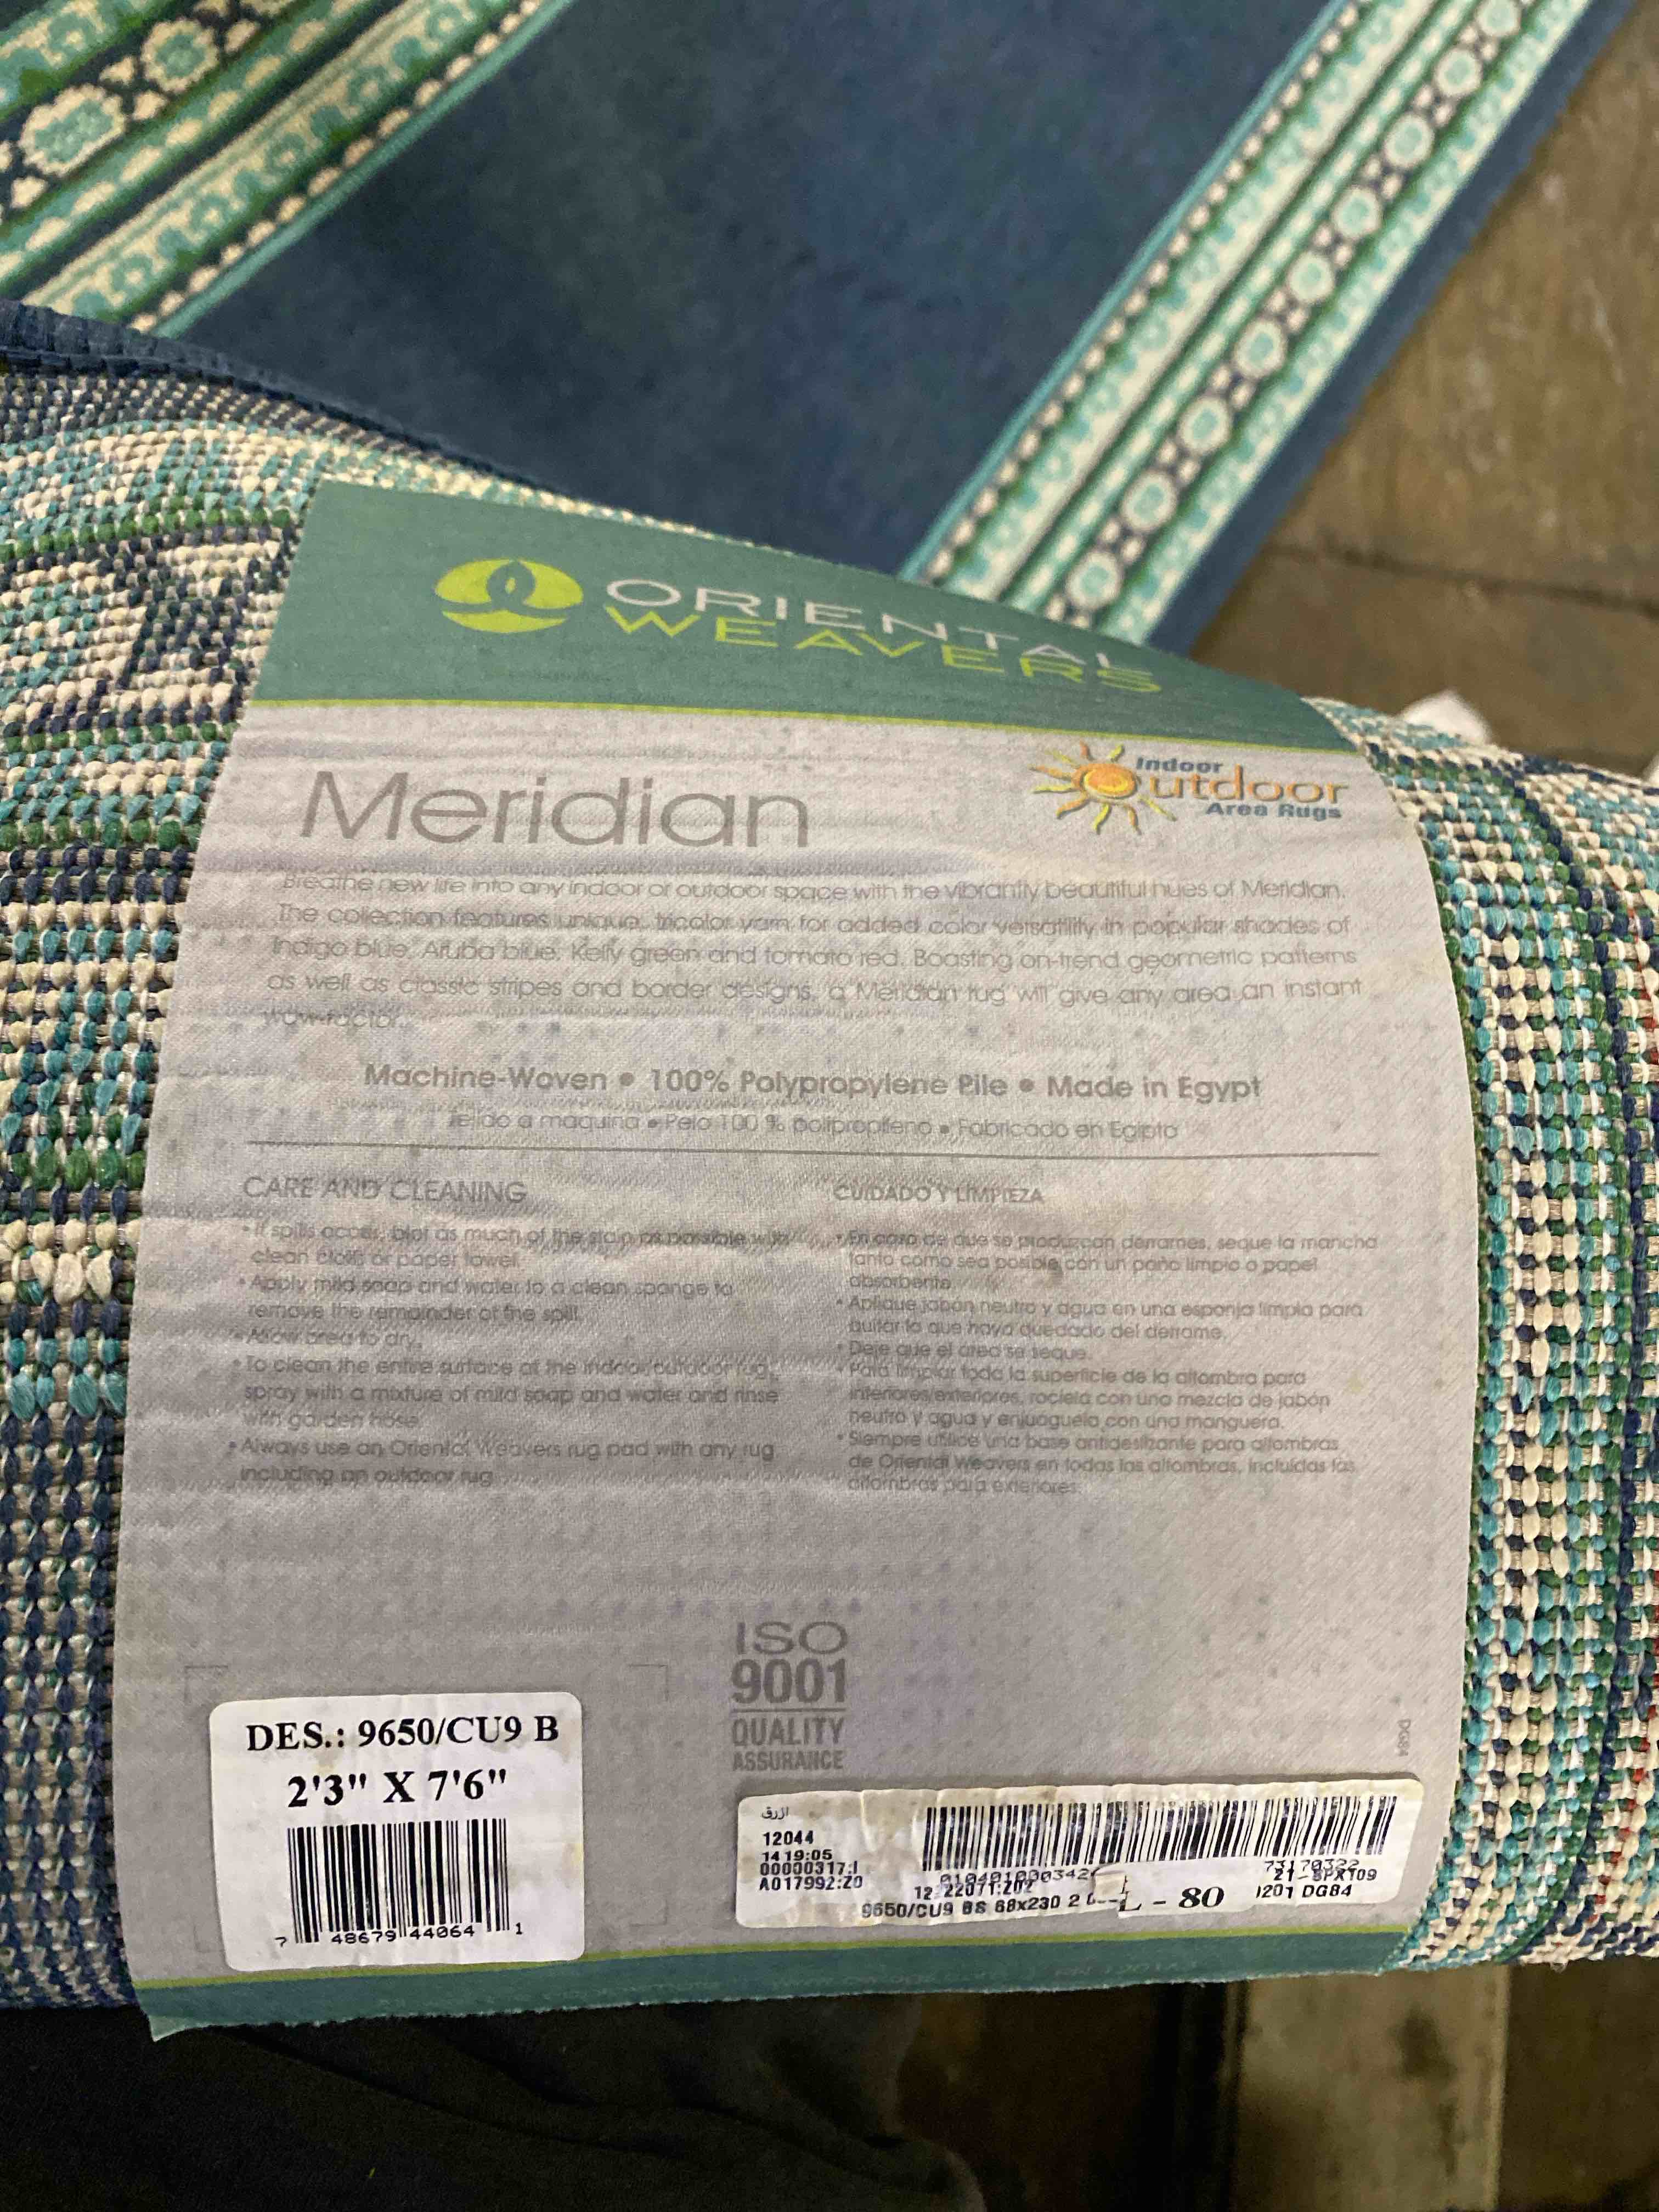 ORIENTAL
WEAVERS
Meridian
Indoor
Outdoor
Area Rugs
Breathe new life into any indoor or outdoor space with the vibrantly beautiful hues of Meridian.
The collection features unique, tricolor yarn for added color versatility in popular shades of
Indigo blue, Aruba blue, Kelly green and tomato red. Boasting on-trend geometric patterns
as well as classic stripes and border designs, a Meridian rug will give any area an instant
wow-factor.
Machine-Woven • 100% Polypropylene Pile • Made in Egypt
Tejido a maquina • Pelo 100 % polipropileno • Fabricado en Egipto
CARE AND CLEANING
• If spills occur, blot as much of the stain as possible with
clean cloth or paper towel.
• Apply mild soap and water to a clean sponge to
remove the remainder of the spill.
• Allow area to dry.
• To clean the entire surface of the indoor/outdoor rug,
spray with a mixture of mild soap and water and rinse
with garden hose.
• Always use an Oriental Weavers rug pad with any rug
including an outdoor rug
CUIDADO Y LIMPIEZA
• En caso de que se produzcan derrames, seque la mancha
tanto como sea posible con un paño limpio o papel
absorbente.
• Aplique jabón neutro y agua en una esponja limpia para
quitar lo que haya quedado del derrame.
• Deje que el área se seque.
• Para limpiar toda la superficie de la alfombra para
interiores/exteriores, rocíela con una mezcla de jabón
neutro y agua y enjuáguela con una manguera.
• Siempre utilice una base antideslizante para alfombras
de Oriental Weavers en todas las alfombras, incluidas las
alfombras para exteriores.
ISO
9001
QUALITY
ASSURANCE
DG84
DES.: 9650/CU9 B
2'3" X 7'6"
7 48679 44064 1
ازرق
12044
1419:05
00000317:I
A017992:Z0
12 22071:Z02
9650/CU9 BS 68x230 2
L - 80
73170322
21-8PX109
1201 DG84